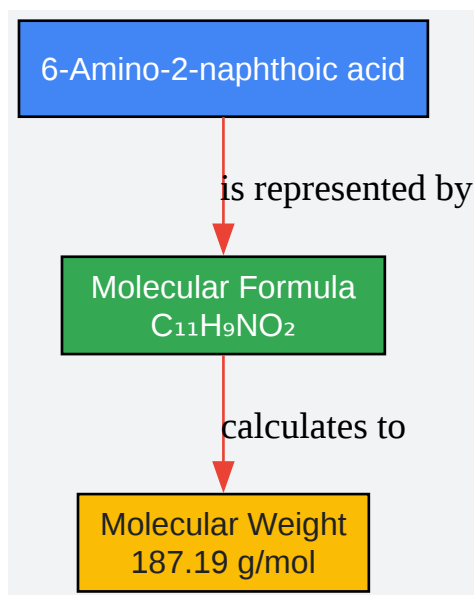 6-Amino-2-naphthoic acid
is represented by
Molecular Formula
C₁₁H₉NO₂
calculates to
Molecular Weight
187.19 g/mol